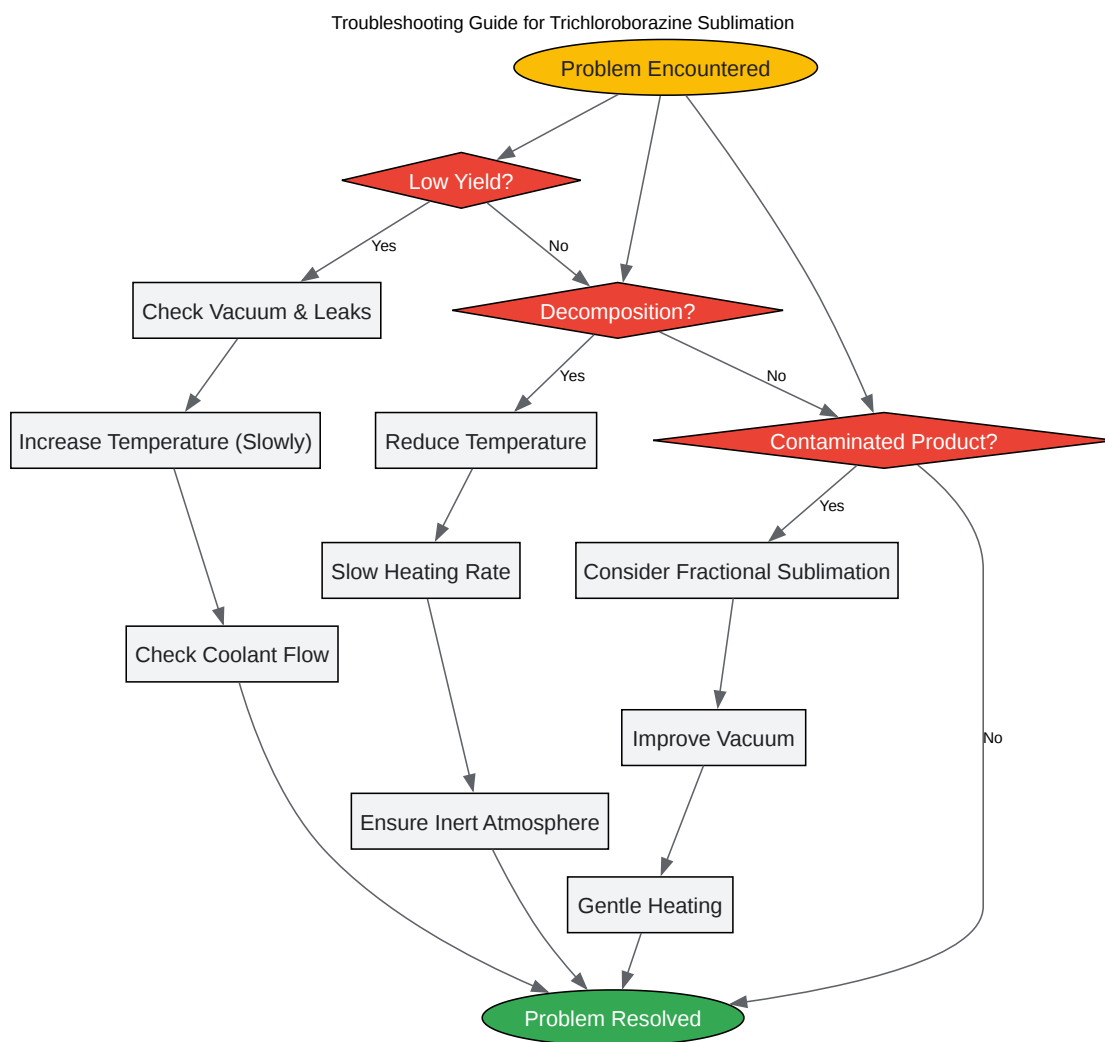 Troubleshooting Guide for Trichloroborazine Sublimation
Problem Encountered
Low Yield?
Yes
No
Check Vacuum & Leaks
Decomposition?
Yes
No
Increase Temperature (Slowly)
Reduce Temperature
Contaminated Product?
Yes
Slow Heating Rate
Consider Fractional Sublimation
Check Coolant Flow
Improve Vacuum
No
Ensure Inert Atmosphere
Gentle Heating
Problem Resolved